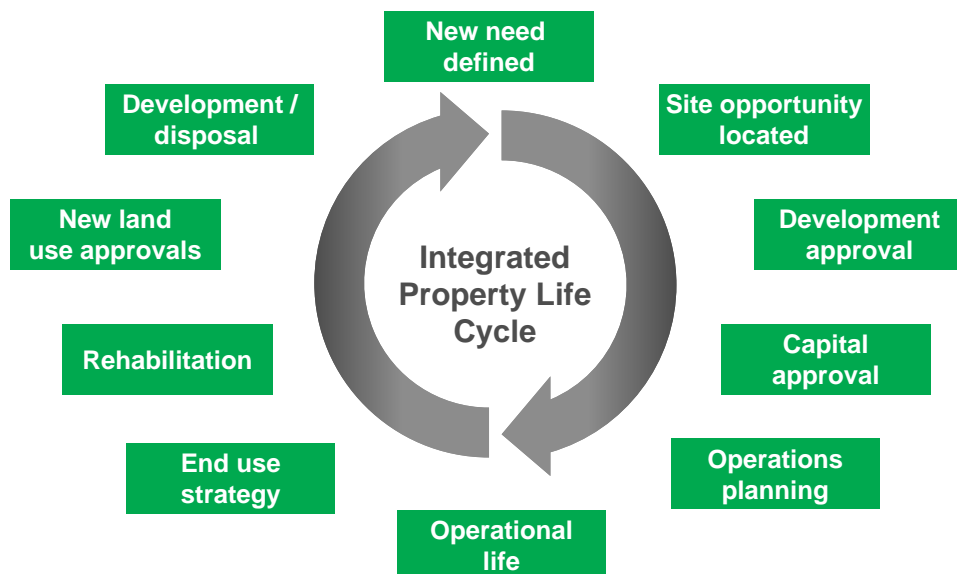 New need
defined
Site opportunity
located
Development
approval
Capital
approval
Operations
planning
Operational
life
End use
strategy
Rehabilitation
New land
use approvals
Development /
disposal
Integrated
Property Life
Cycle